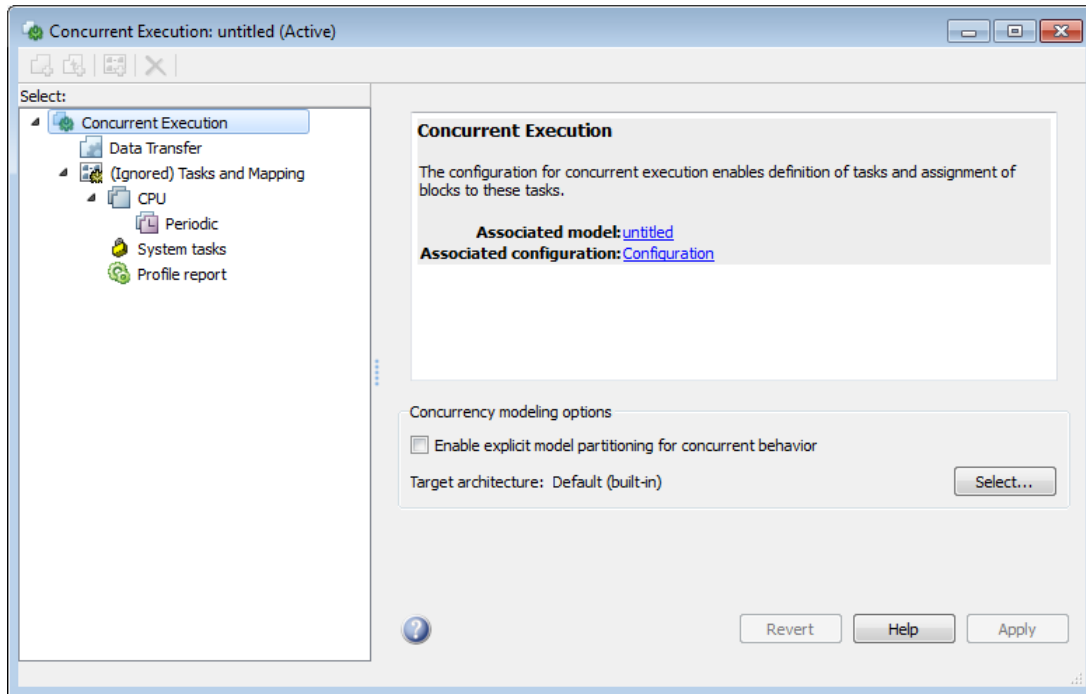 Concurrent Execution: untitled (Active)
Select:
Concurrent Execution
Data Transfer
(Ignored) Tasks and Mapping
CPU
Periodic
System tasks
Profile report
Concurrent Execution
The configuration for concurrent execution enables definition of tasks and assignment of
blocks to these tasks.
Associated model: untitled
Associated configuration: Configuration
Concurrency modeling options
Enable explicit model partitioning for concurrent behavior
Target architecture: Default (built-in)
Select...
Revert
Help
Apply